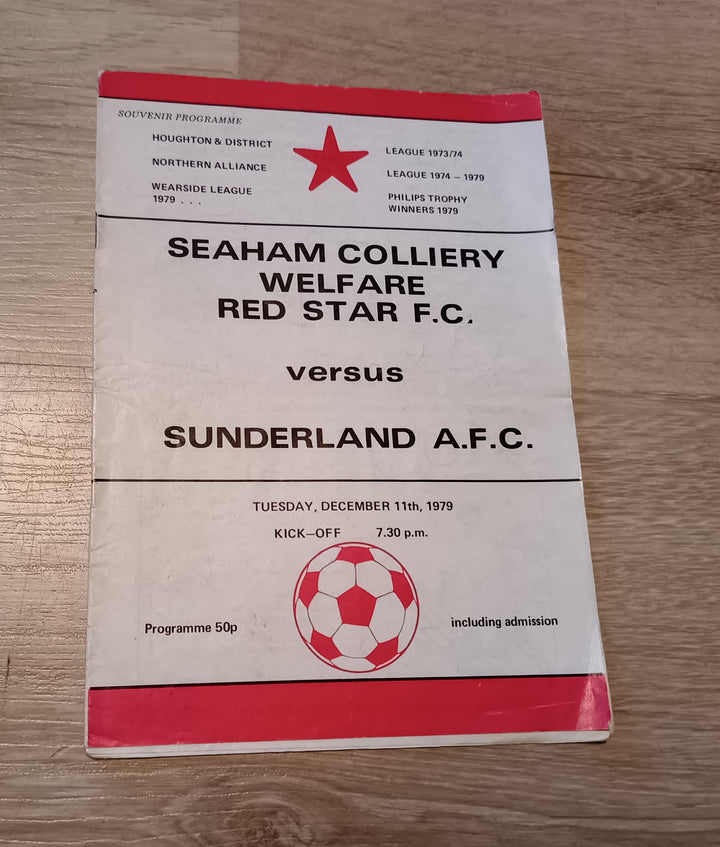 SOUVENIR PROGRAMME
HOUGHTON & DISTRICT LEAGUE 1973/74
NORTHERN ALLIANCE LEAGUE 1974 – 1979
WEARSIDE LEAGUE
1979 . . .
PHILIPS TROPHY
WINNERS 1979
SEAHAM COLLIERY
WELFARE
RED STAR F.C.
versus
SUNDERLAND A.F.C.
TUESDAY, DECEMBER 11th, 1979
KICK–OFF 7.30 p.m.
Programme 50p including admission